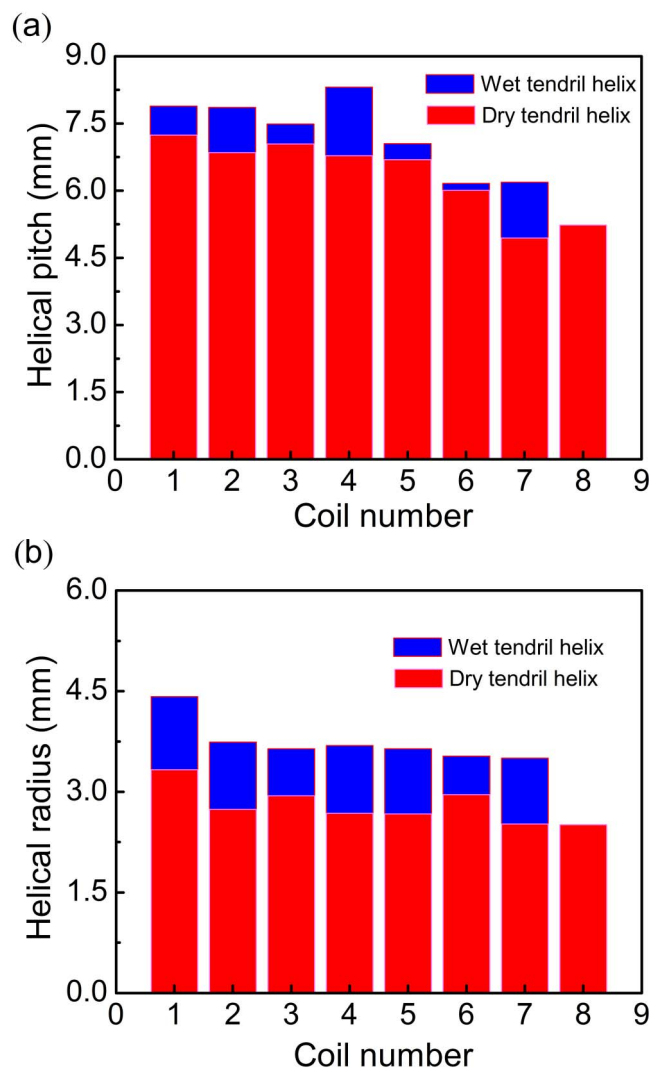 (a)
9.0
7.5
6.0
4.5
3.0
1.5
0.0
Helical pitch (mm)
Wet tendril helix
Dry tendril helix
0 1 2 3 4 5 6 7 8 9
Coil number
(b)
6.0
4.5
3.0
1.5
0.0
Helical radius (mm)
Wet tendril helix
Dry tendril helix
0 1 2 3 4 5 6 7 8 9
Coil number